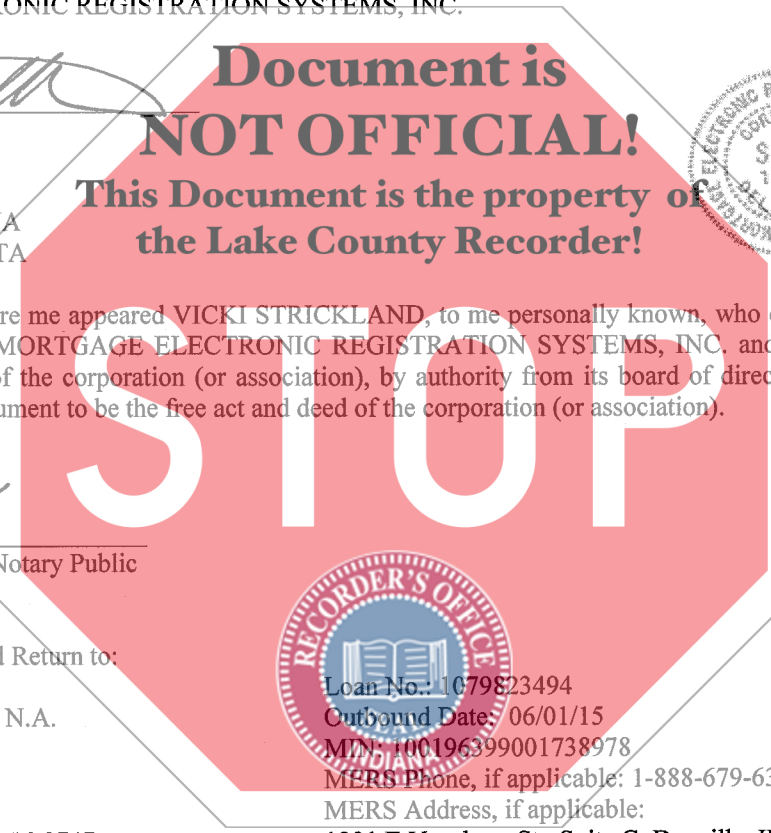 RONIC REGISTRATION SYSTEMS, INC.
Document is
NOT OFFICIAL!
This Document is the property of
the Lake County Recorder!
TA
re me appeared VICKI STRICKLAND, to me personally known, who
MORTGAGE ELECTRONIC REGISTRATION SYSTEMS, INC. and
of the corporation (or association), by authority from its board of direc
ument to be the free act and deed of the corporation (or association).
STOP
Notary Public
RECORDER'S OFFICE
SEAL
INDIANA
d Return to:
Loan No.: 1079823494
N.A.
Outbound Date: 06/01/15
MIN: 100196399001738978
MERS Phone, if applicable: 1-888-679-63
MERS Address, if applicable: